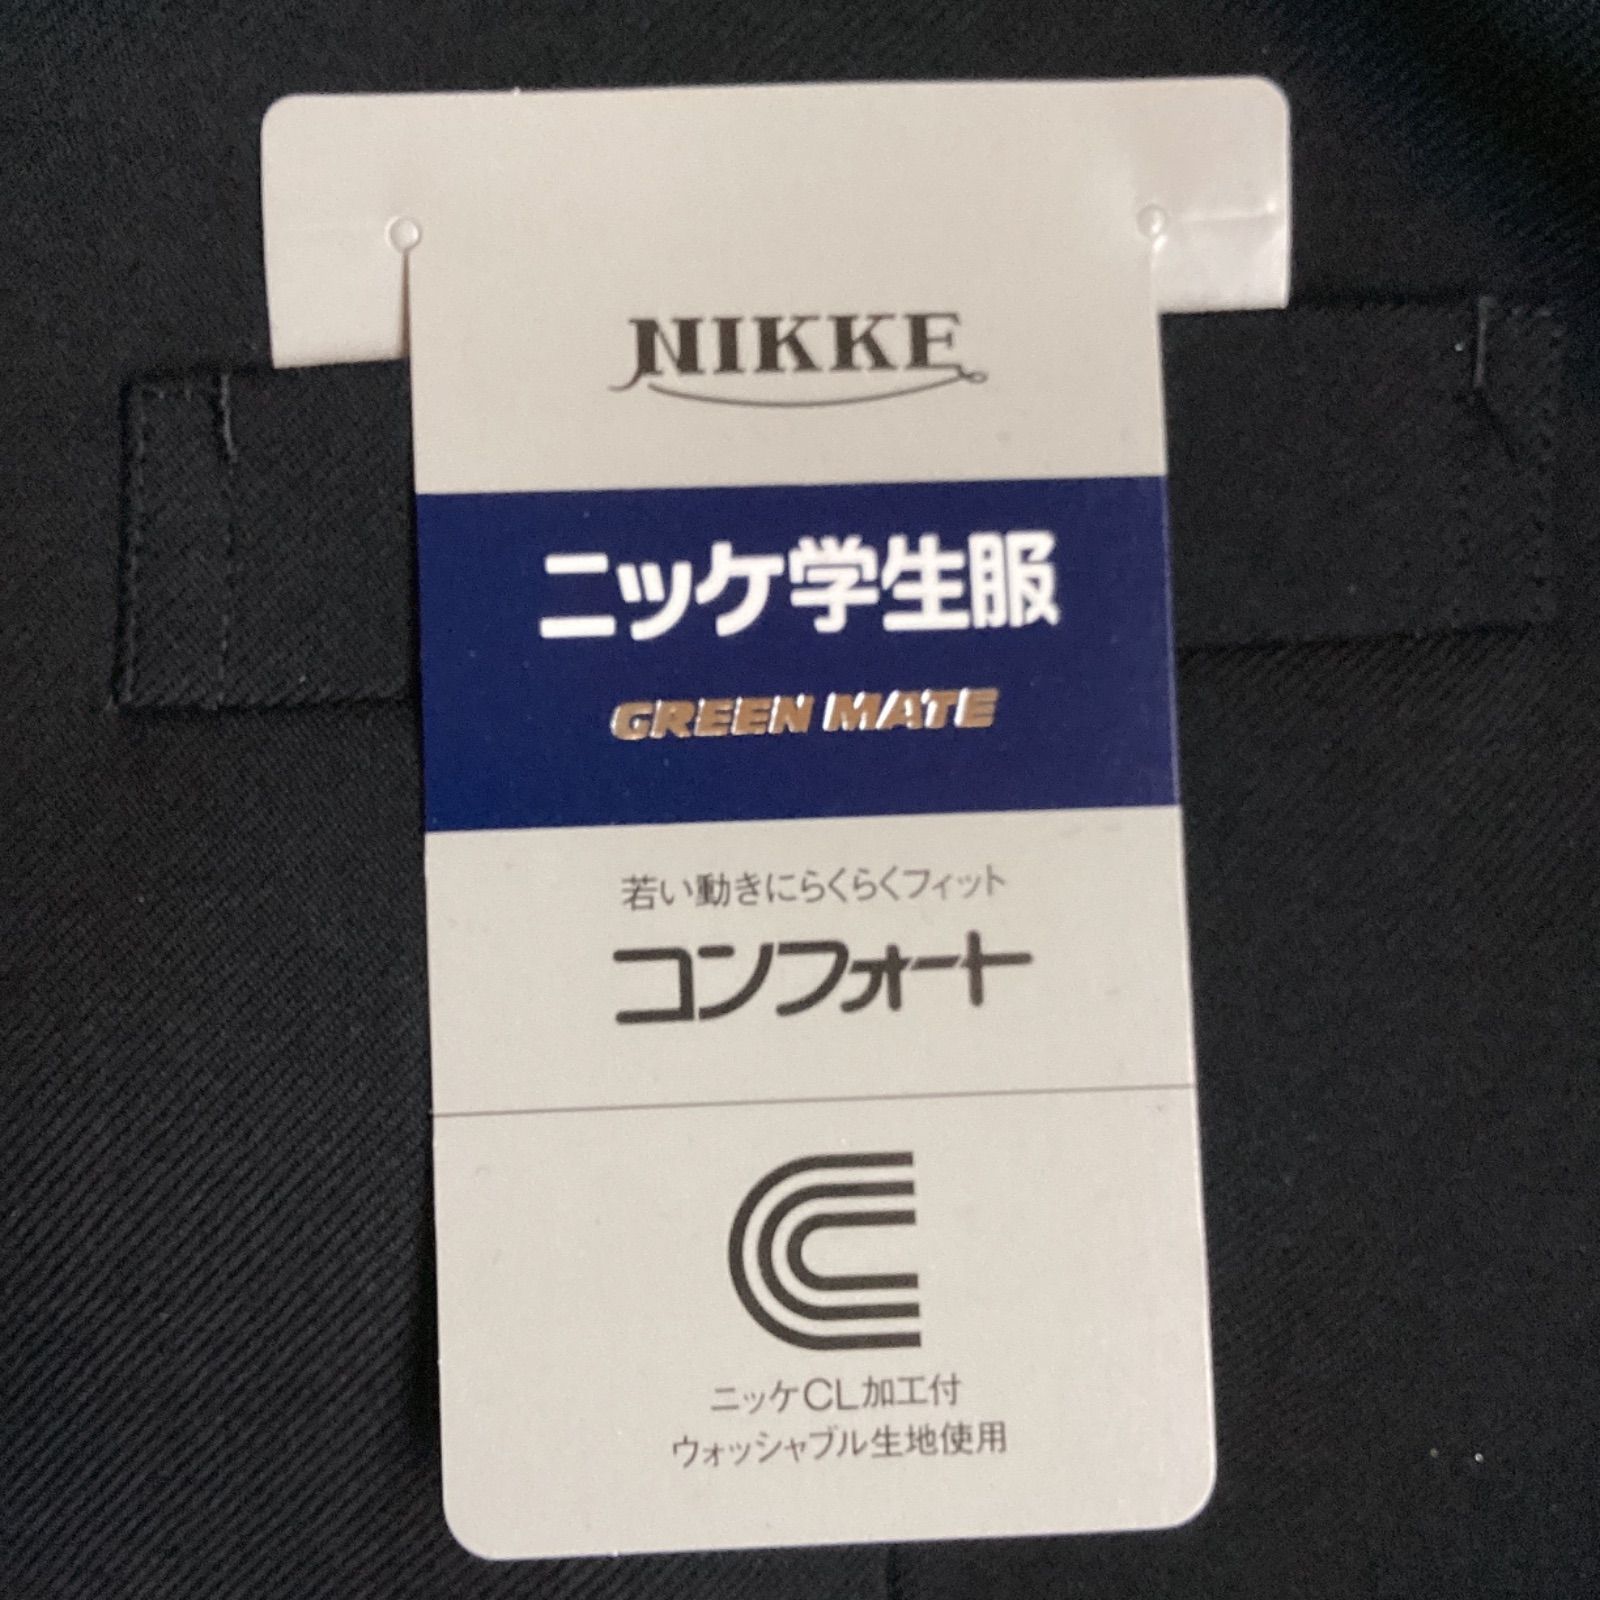 NIKKE
ニッケ学生服
GREEN MATE
若い動きにらくらくフィット
コンフォート
ニッケCL加工付
ウォッシャブル生地使用